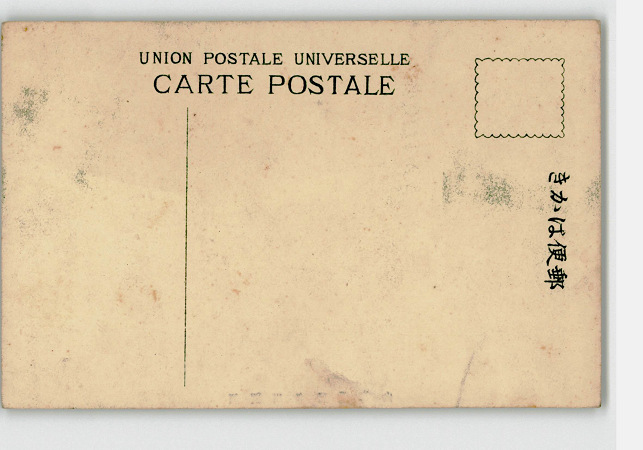 UNION POSTALE UNIVERSELLE
CARTE POSTALE
郵便はかき